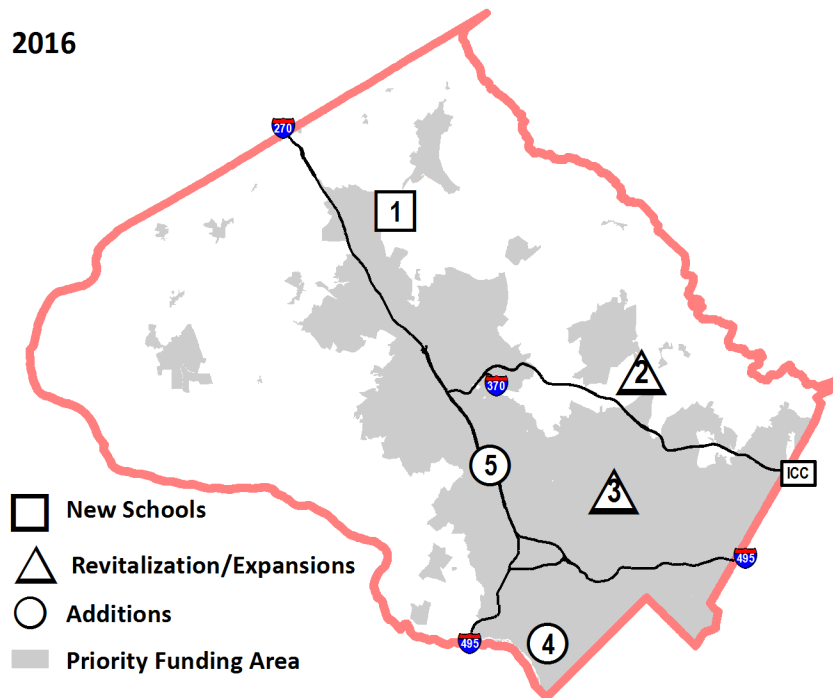 2016
270
1
2
370
5
ICC
3
New Schools
495
Revitalization/Expansions
Additions
495
4
Priority Funding Area